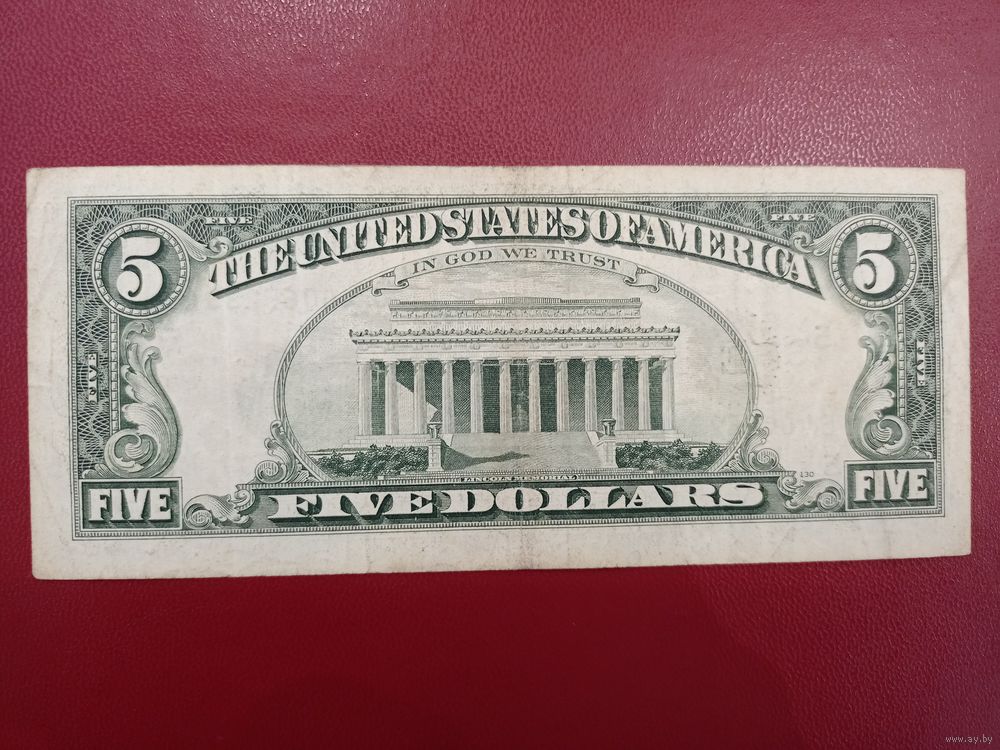 FIVE FIVE
5 THE UNITED STATES OF AMERICA 5
IN GOD WE TRUST
FIVE FIVE
LINCOLN MEMORIAL
130
FIVE FIVE DOLLARS FIVE
www.ay.by